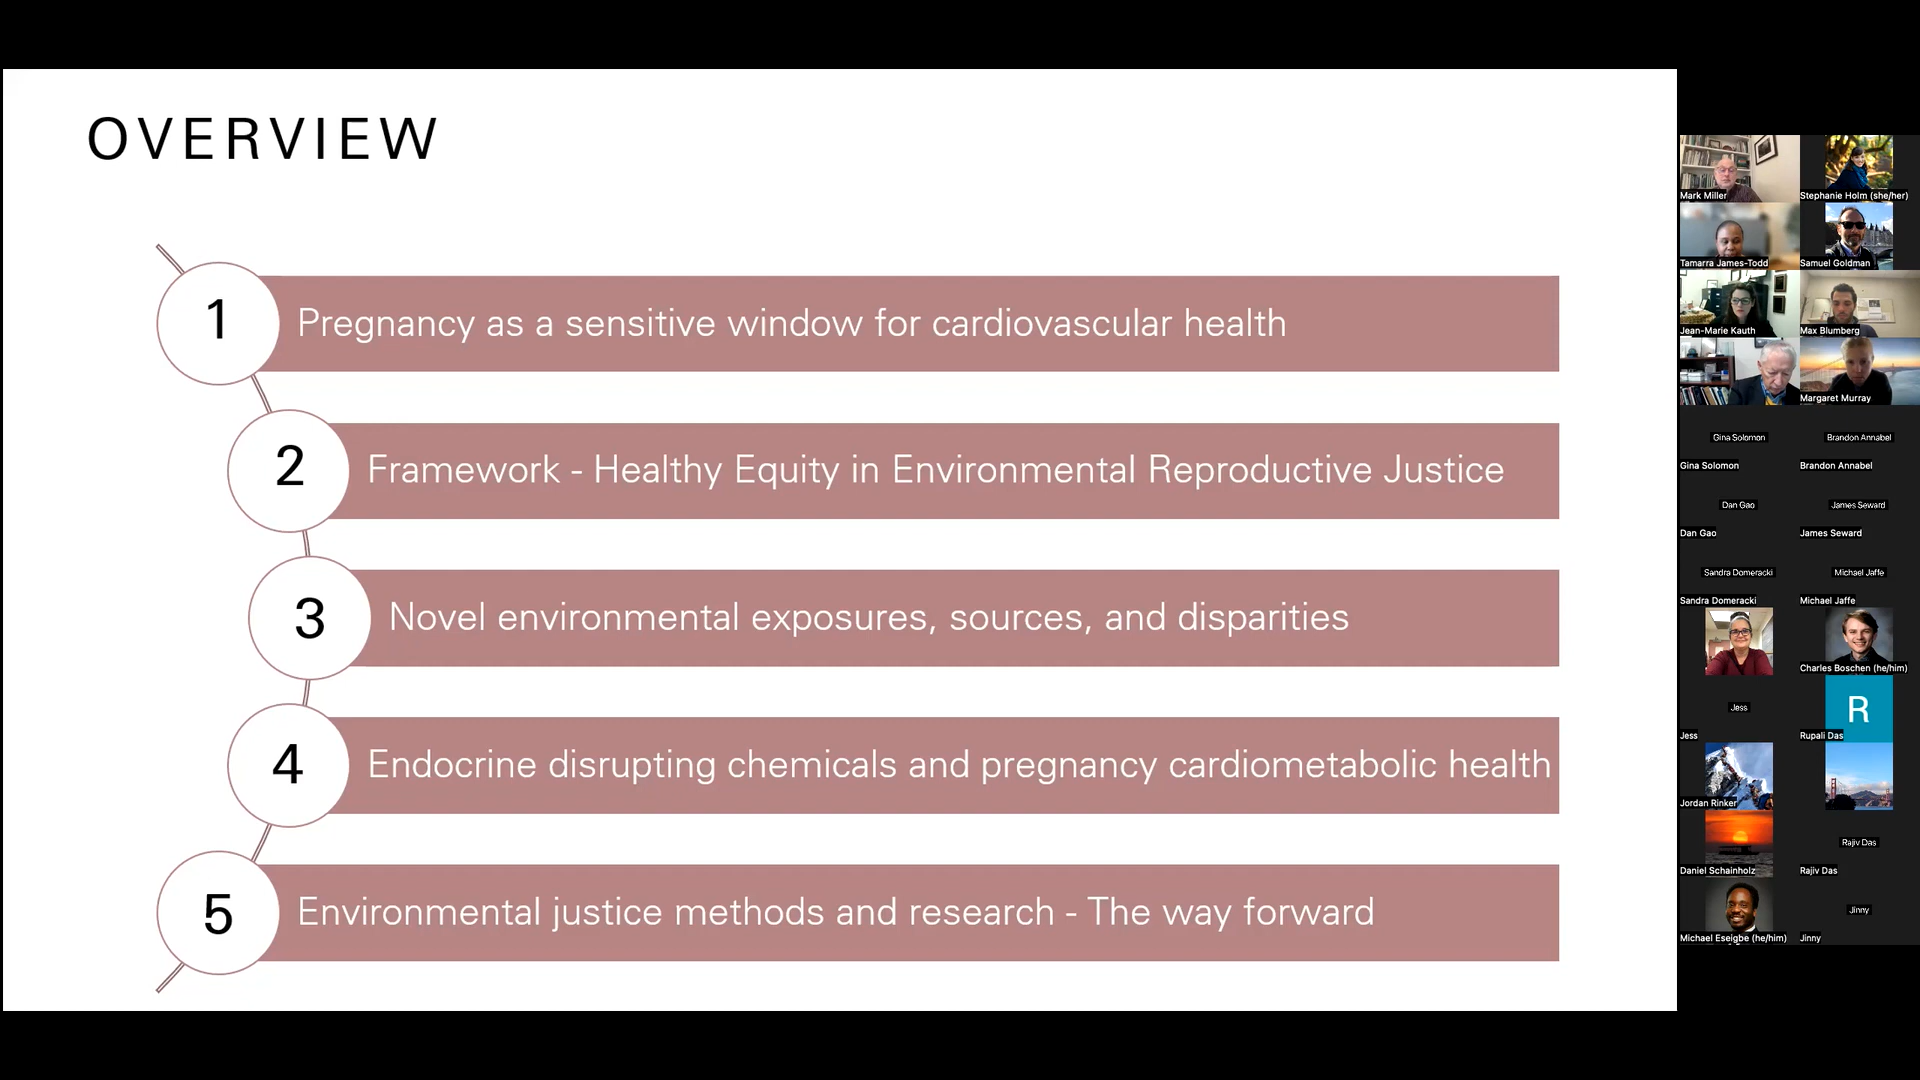 OVERVIEW
1
Pregnancy as a sensitive window for cardiovascular health
2
Framework - Healthy Equity in Environmental Reproductive Justice
3
Novel environmental exposures, sources, and disparities
4
Endocrine disrupting chemicals and pregnancy cardiometabolic health
5
Environmental justice methods and research - The way forward
Mark Miller
Stephanie Holm (she/her)
Tamarra James-Todd
Samuel Goldman
Jean-Marie Kauth
Max Blumberg
Margaret Murray
Gina Solomon
Brandon Annabel
Gina Solomon
Brandon Annabel
Dan Gao
James Seward
Dan Gao
James Seward
Sandra Domeracki
Michael Jaffe
Sandra Domeracki
Michael Jaffe
Charles Boschen (he/him)
Jess
R
Jess
Rupali Das
Jordan Rinker
Rajiv Das
Daniel Schainholz
Rajiv Das
Jinny
Michael Eseigbe (he/him)
Jinny